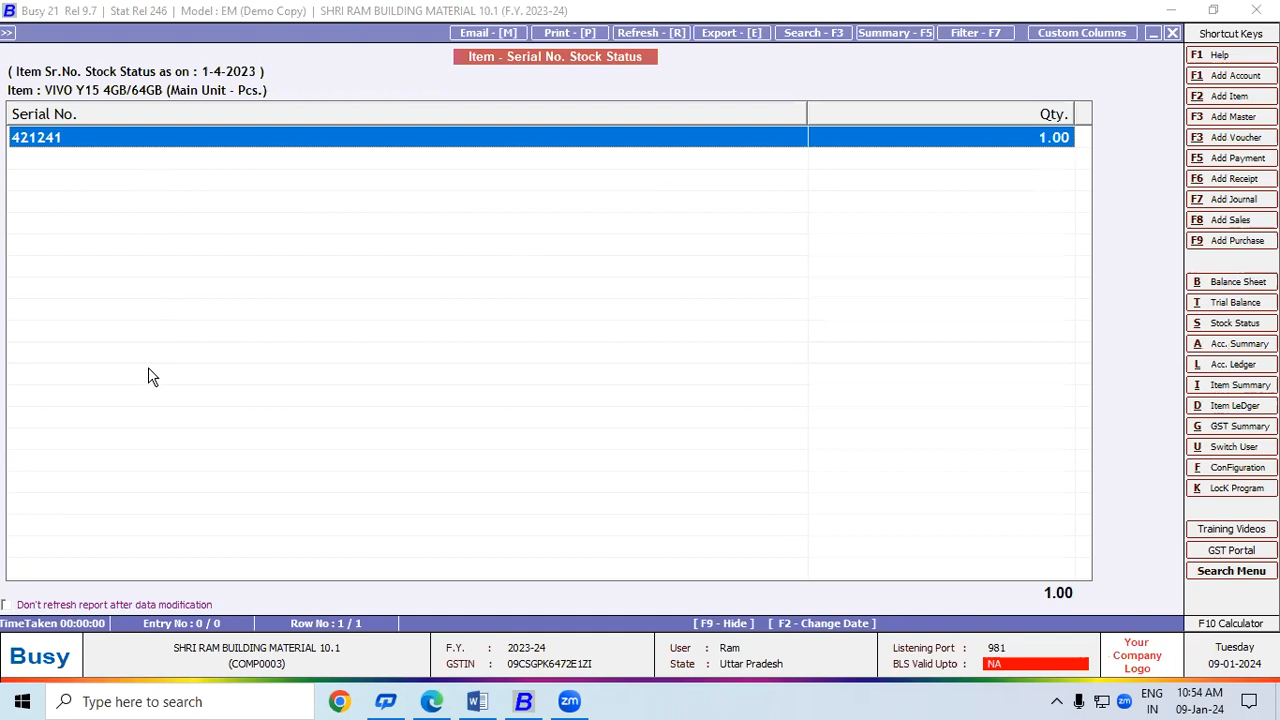 Busy 21 Rel 9.7 | Stat Rel 246 | Model : EM (Demo Copy) | SHRI RAM BUILDING MATERIAL 10.1 (F.Y. 2023-24)
>> Email - [M] Print - [P] Refresh - [R] Export - [E] Search - F3 Summary - F5 Filter - F7 Custom Columns
Item - Serial No. Stock Status
( Item Sr.No. Stock Status as on : 1-4-2023 )
Item : VIVO Y15 4GB/64GB (Main Unit - Pcs.)
Serial No. Qty.
421241 1.00
1.00
Don't refresh report after data modification
TimeTaken 00:00:00 Entry No : 0 / 0 Row No : 1 / 1 [ F9 - Hide ] [ F2 - Change Date ]
Busy
SHRI RAM BUILDING MATERIAL 10.1
(COMP0003)
F.Y. : 2023-24
GSTIN : 09CSGPK6472E1ZI
User : Ram
State : Uttar Pradesh
Listening Port : 981
BLS Valid Upto : NA
Your
Company
Logo
Shortcut Keys
F1 Help
F1 Add Account
F2 Add Item
F3 Add Master
F3 Add Voucher
F5 Add Payment
F6 Add Receipt
F7 Add Journal
F8 Add Sales
F9 Add Purchase
B Balance Sheet
T Trial Balance
S Stock Status
A Acc. Summary
L Acc. Ledger
I Item Summary
D Item LeDger
G GST Summary
U Switch User
F ConFiguration
K LocK Program
Training Videos
GST Portal
Search Menu
F10 Calculator
Tuesday
09-01-2024
Type here to search
ENG
IN
10:54 AM
09-Jan-24